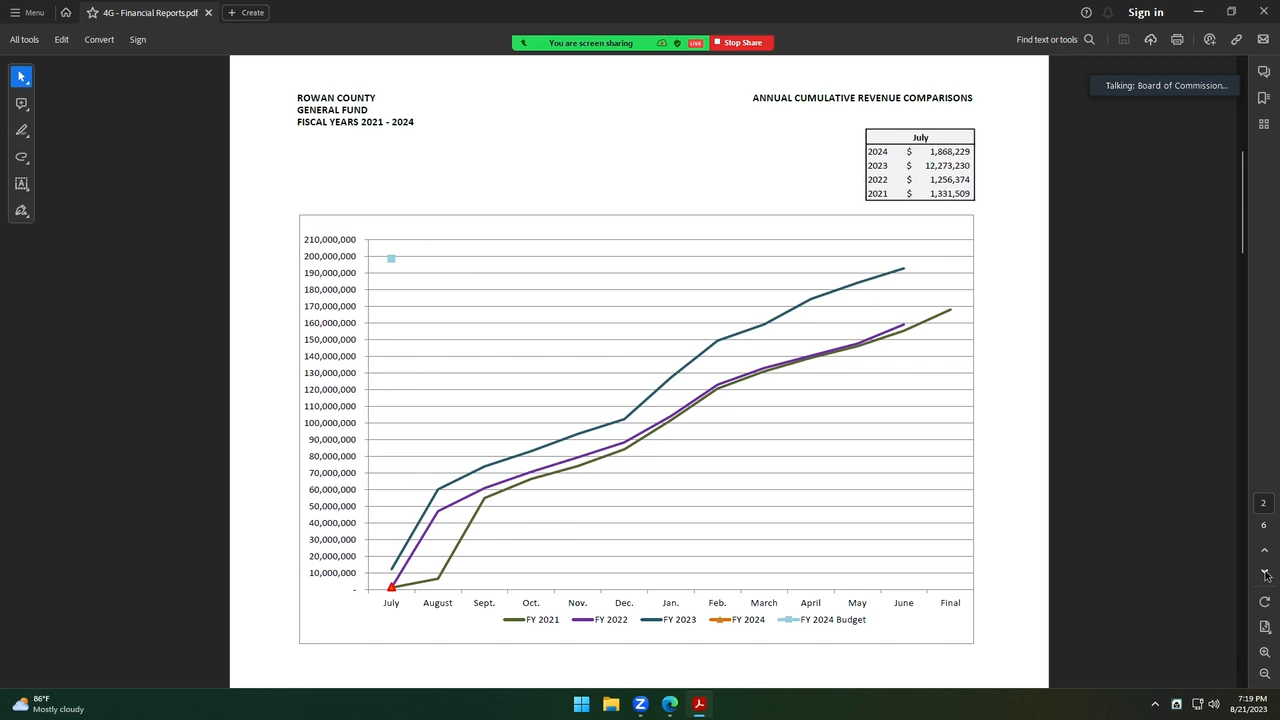 Menu
4G - Financial Reports.pdf
Create
Sign in
All tools
Edit
Convert
Sign
You are screen sharing
LIVE
Stop Share
Find text or tools
Talking: Board of Commission...
ROWAN COUNTY
GENERAL FUND
FISCAL YEARS 2021 - 2024
ANNUAL CUMULATIVE REVENUE COMPARISONS
July
2024 $ 1,868,229
2023 $ 12,273,230
2022 $ 1,256,374
2021 $ 1,331,509
210,000,000
200,000,000
190,000,000
180,000,000
170,000,000
160,000,000
150,000,000
140,000,000
130,000,000
120,000,000
110,000,000
100,000,000
90,000,000
80,000,000
70,000,000
60,000,000
50,000,000
40,000,000
30,000,000
20,000,000
10,000,000
-
July August Sept. Oct. Nov. Dec. Jan. Feb. March April May June Final
FY 2021 FY 2022 FY 2023 FY 2024 FY 2024 Budget
2
6
86°F
Mostly cloudy
7:19 PM
8/21/2023